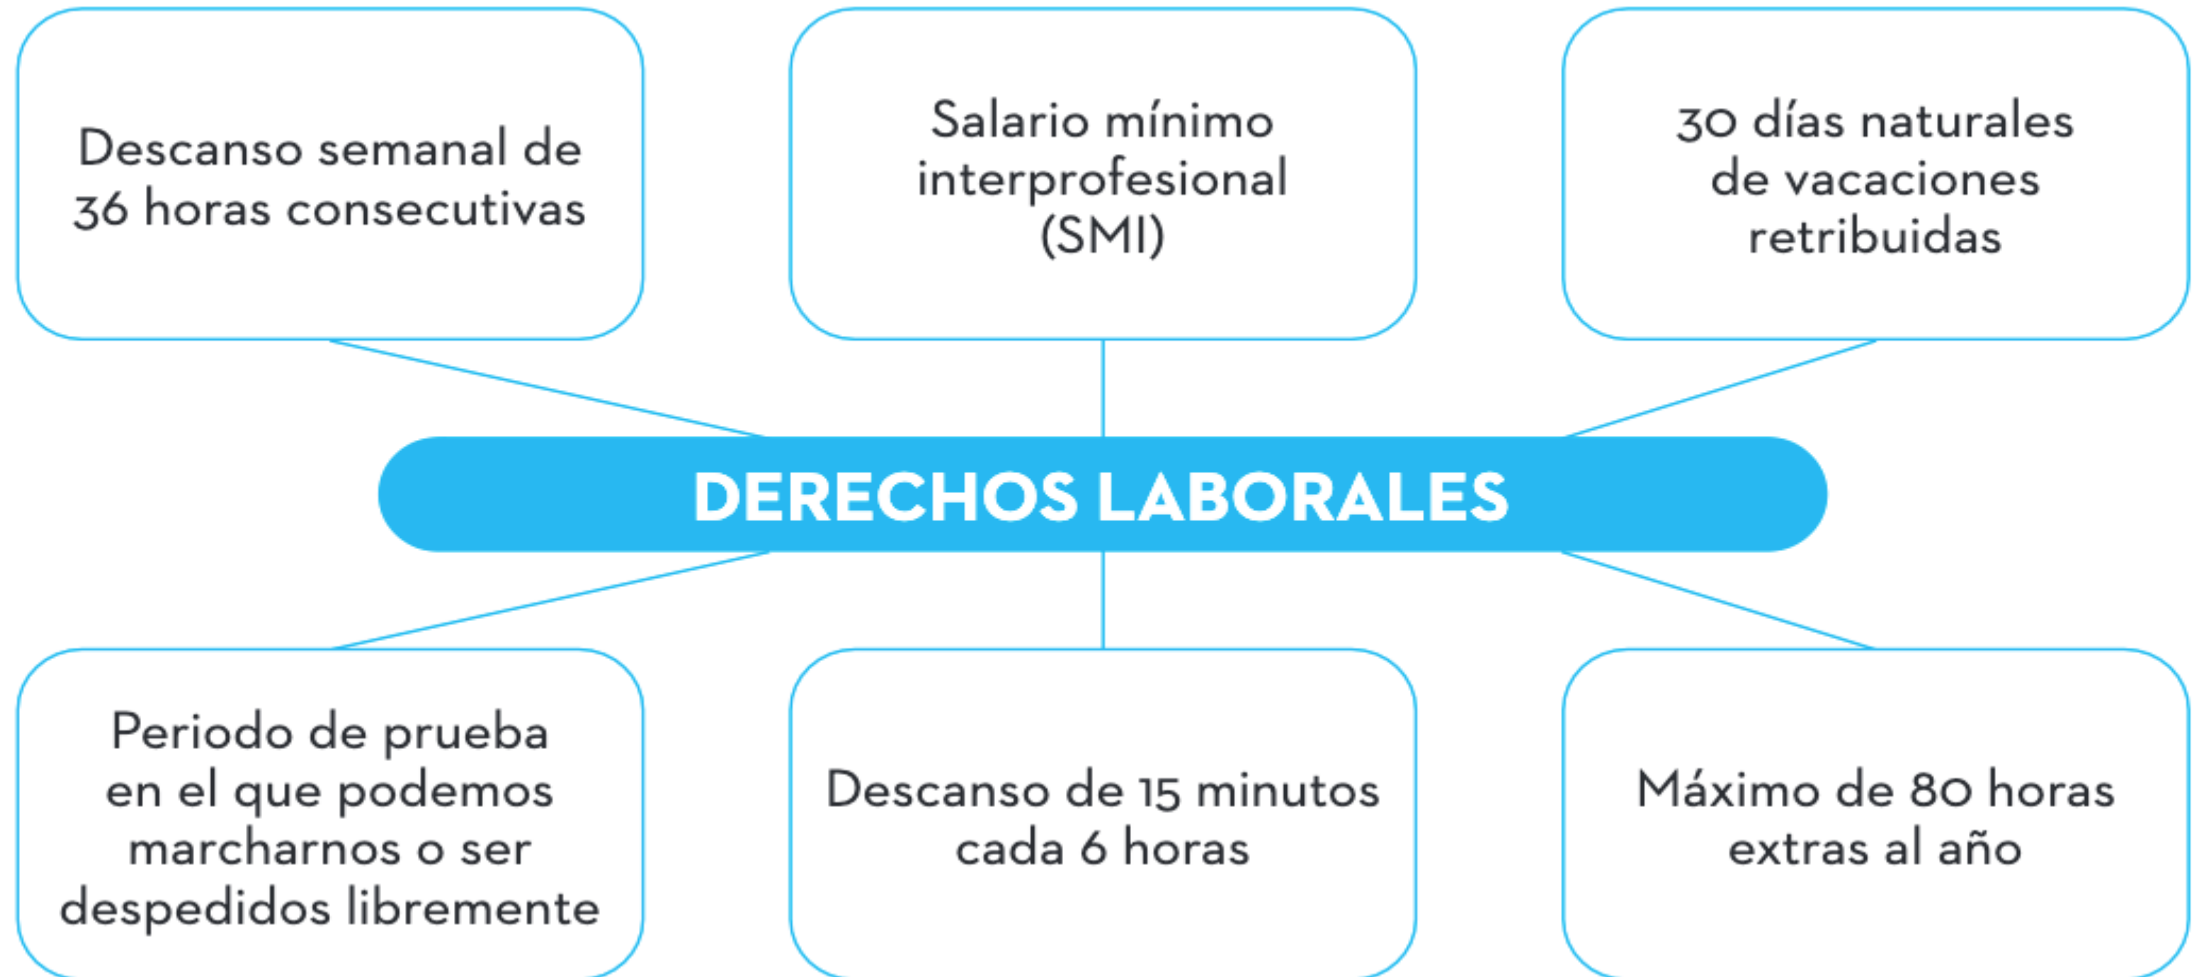 Descanso semanal de
36 horas consecutivas
Salario mínimo
interprofesional
(SMI)
30 días naturales
de vacaciones
retribuidas
DERECHOS LABORALES
Periodo de prueba
en el que podemos
marcharnos o ser
despedidos libremente
Descanso de 15 minutos
cada 6 horas
Máximo de 80 horas
extras al año